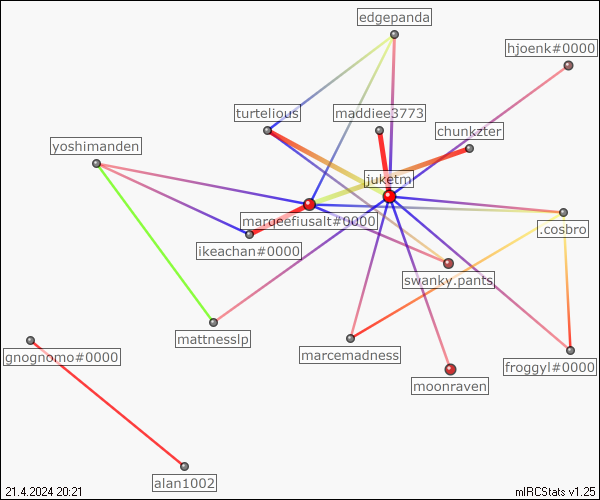 edgepanda
hjoenk#0000
turtelious
maddiee3773
chunkzter
yoshimanden
juketm
marqeefiusalt#0000
.cosbro
ikeachan#0000
swanky.pants
mattnesslp
marcemadness
gnognomo#0000
froggyl#0000
moonraven
alan1002
21.4.2024 20:21
mIRCStats v1.25